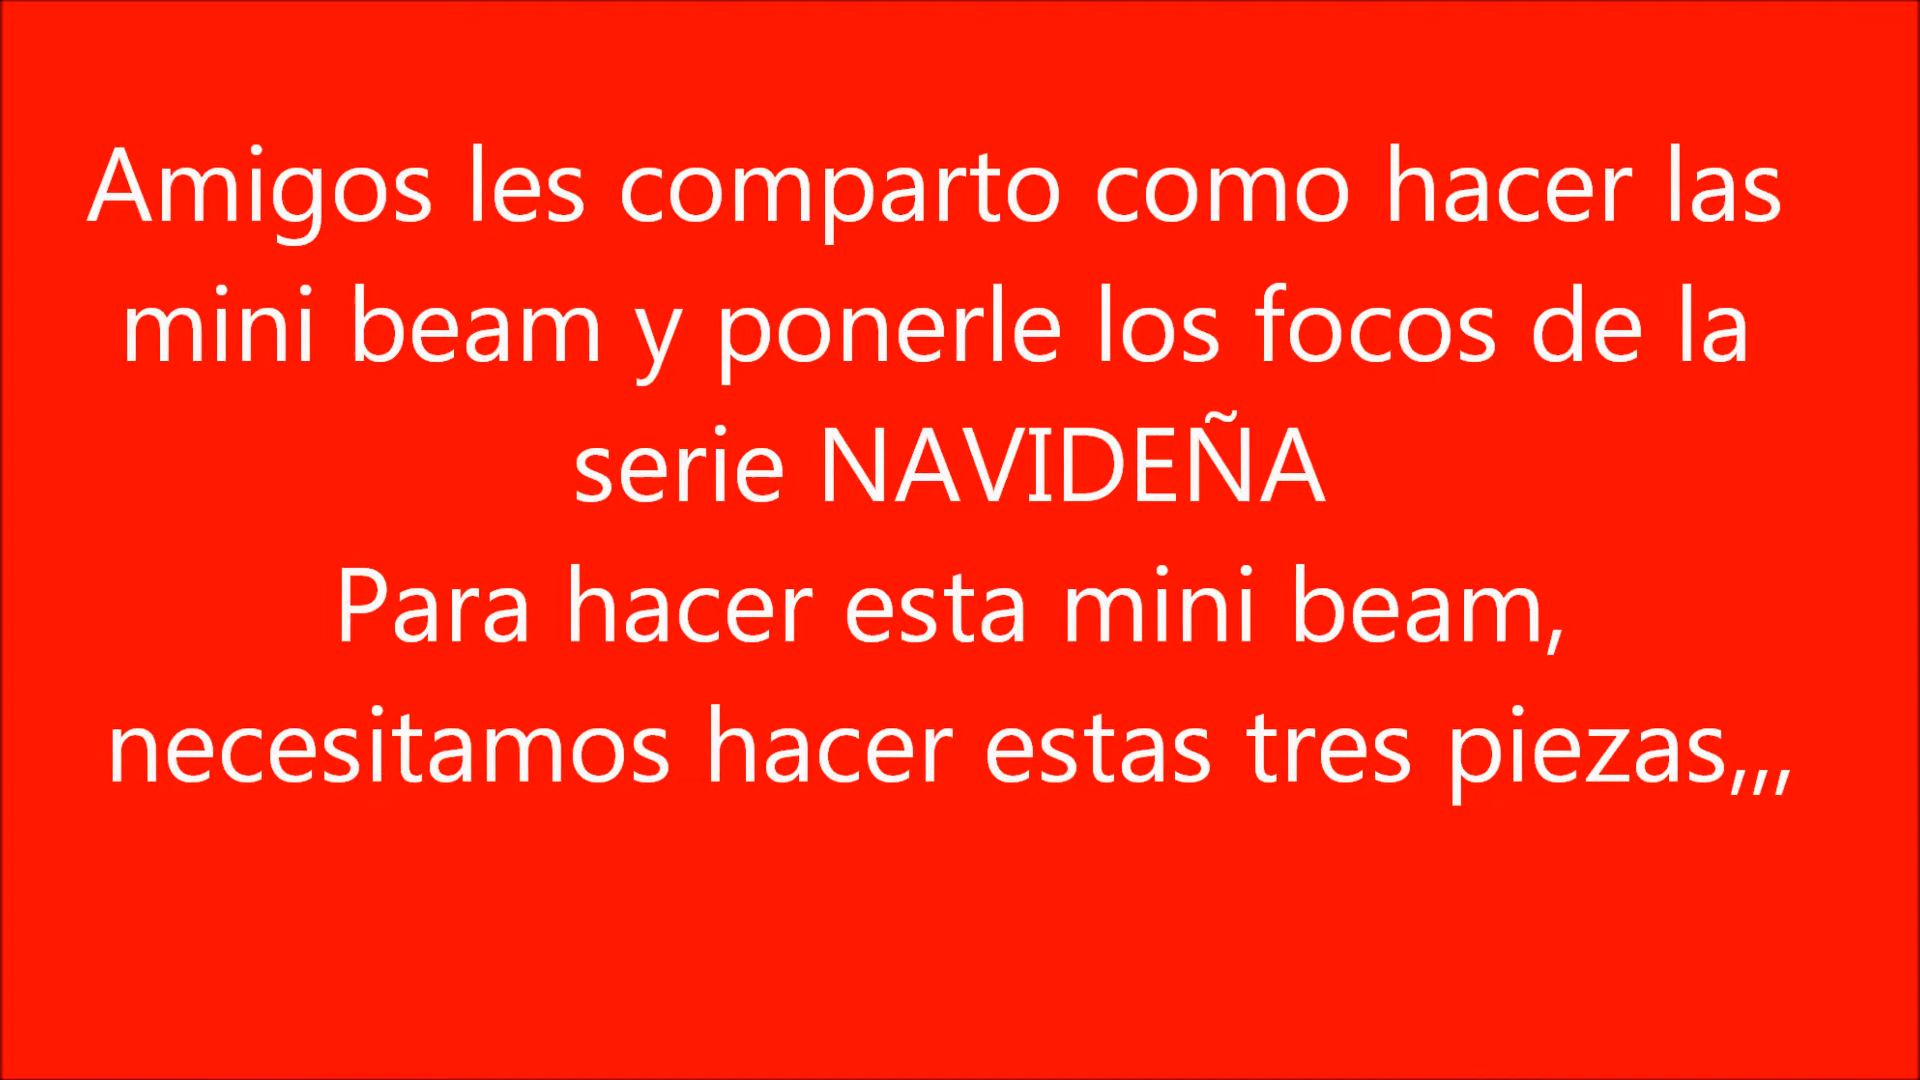 Amigos les comparto como hacer las
mini beam y ponerle los focos de la
serie NAVIDEÑA
Para hacer esta mini beam,
necesitamos hacer estas tres piezas,,,